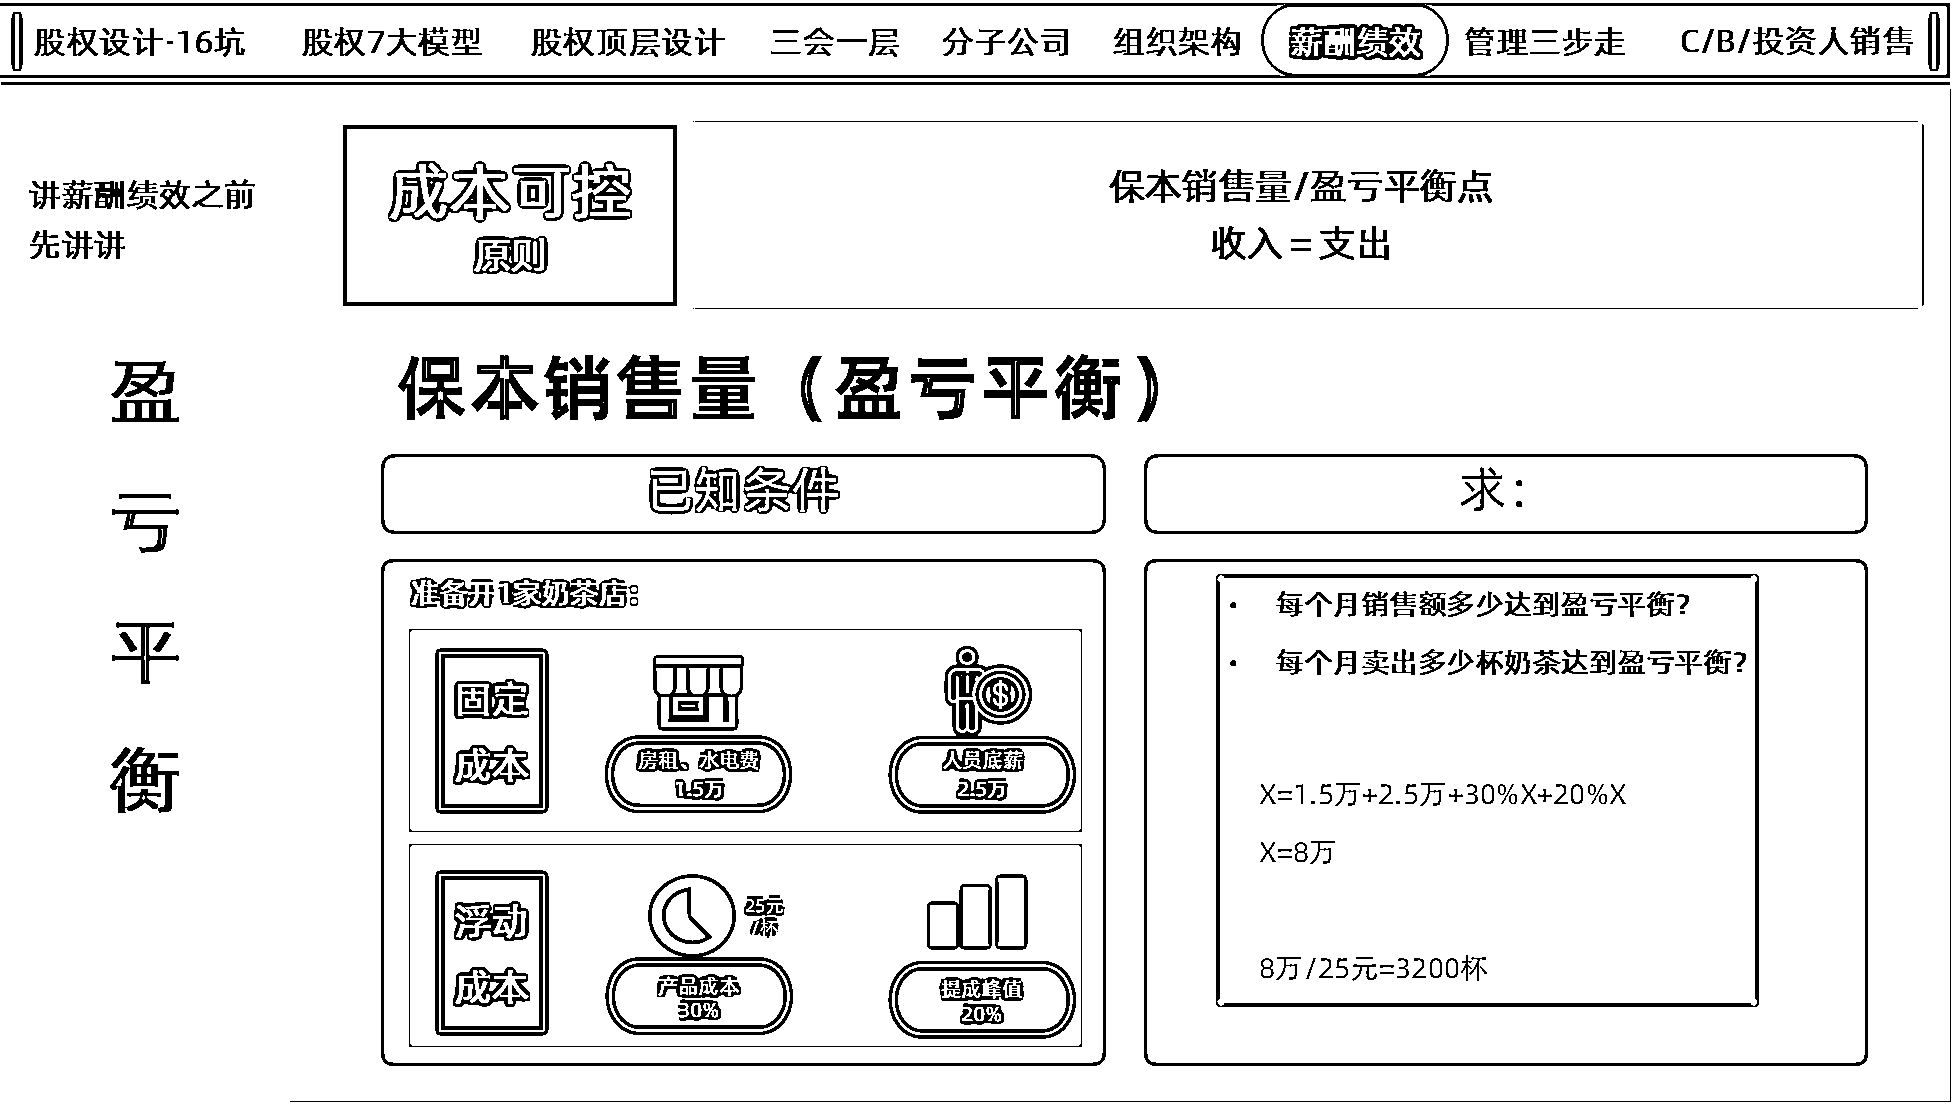 股权设计-16坑 股权7大模型 股权顶层设计 三会一层 分子公司 组织架构 薪酬绩效 管理三步走 C/B/投资人销售
讲薪酬绩效之前
先讲讲
成本可控
原则
保本销售量/盈亏平衡点
收入=支出
盈亏平衡
保本销售量（盈亏平衡）
已知条件
准备开1家奶茶店：
固定
成本
房租、水电费
1.5万
人员底薪
2.5万
浮动
成本
25元
/杯
产品成本
30%
提成峰值
20%
求：
• 每个月销售额多少达到盈亏平衡?
• 每个月卖出多少杯奶茶达到盈亏平衡?
X=1.5万+2.5万+30%X+20%X
X=8万
8万/25元=3200杯